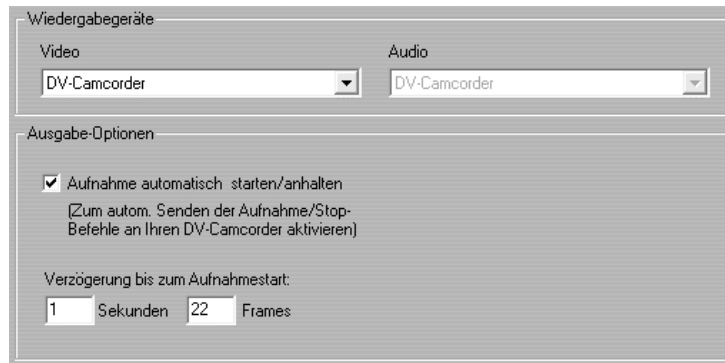 Wiedergabegeräte
Video Audio
DV-Camcorder DV-Camcorder
Ausgabe-Optionen
Aufnahme automatisch starten/anhalten
(Zum autom. Senden der Aufnahme/Stop-
Befehle an Ihren DV-Camcorder aktivieren)
Verzögerung bis zum Aufnahmestart:
1 Sekunden 22 Frames